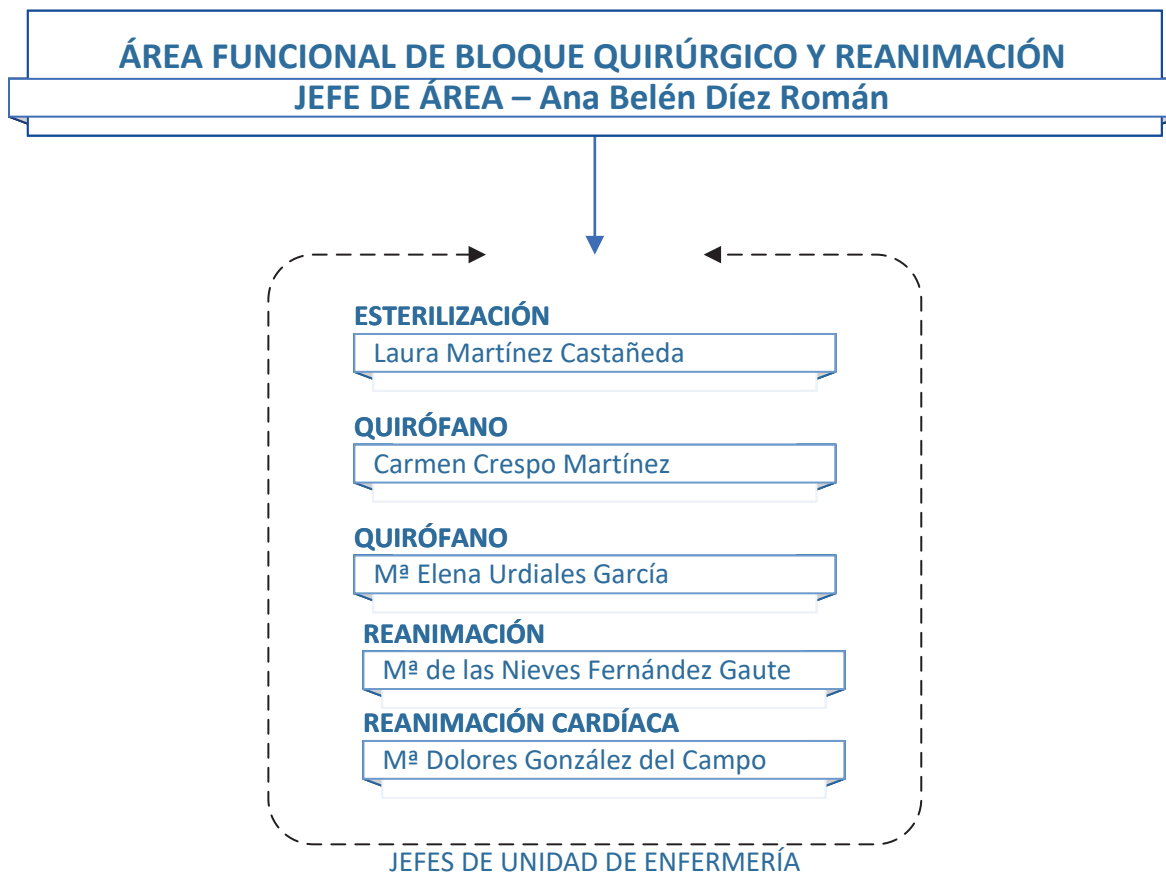 ÁREA FUNCIONAL DE BLOQUE QUIRÚRGICO Y REANIMACIÓN
JEFE DE ÁREA – Ana Belén Díez Román
ESTERILIZACIÓN
Laura Martínez Castañeda
QUIRÓFANO
Carmen Crespo Martínez
QUIRÓFANO
Mª Elena Urdiales García
REANIMACIÓN
Mª de las Nieves Fernández Gaute
REANIMACIÓN CARDÍACA
Mª Dolores González del Campo
JEFES DE UNIDAD DE ENFERMERÍA